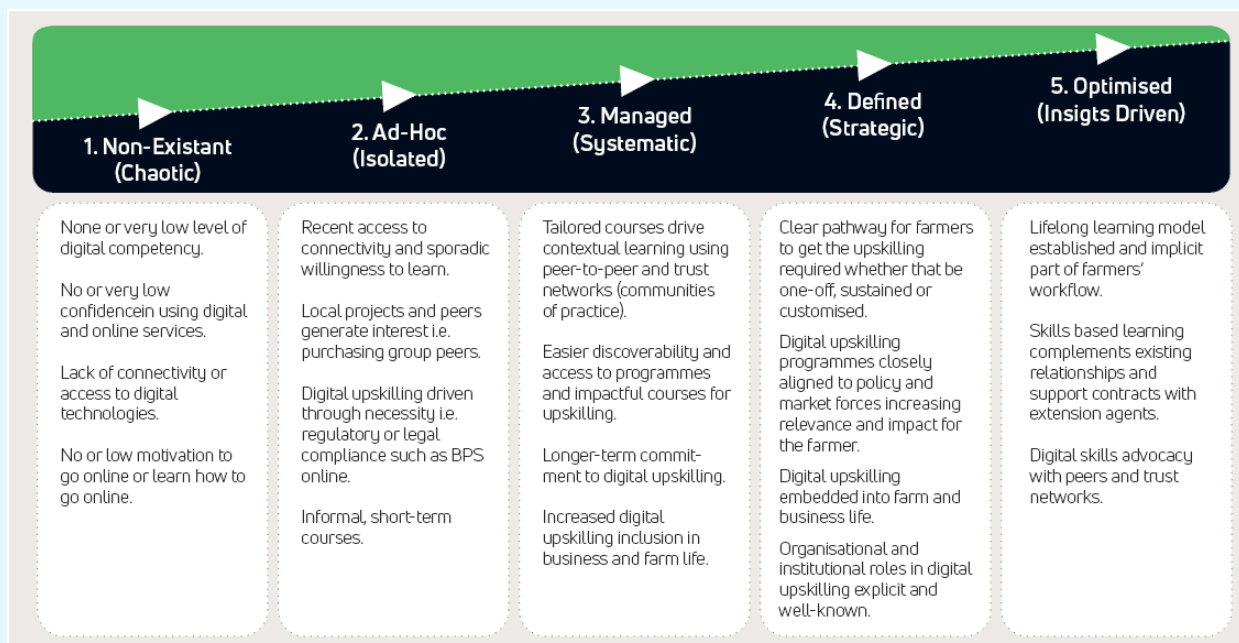 1. Non-Existant
(Chaotic)
2. Ad-Hoc
(Isolated)
3. Managed
(Systematic)
4. Defined
(Strategic)
5. Optimised
(Insigts Driven)
None or very low level of
digital competency.
No or very low
confidencein using digital
and online services.
Lack of connectivity or
access to digital
technologies.
No or low motivation to
go online or learn how to
go online.
Recent access to
connectivity and sporadic
willingness to learn.
Local projects and peers
generate interest i.e.
purchasing group peers.
Digital upskilling driven
through necessity i.e.
regulatory or legal
compliance such as BPS
online.
Informal, short-term
courses.
Tailored courses drive
contextual learning using
peer-to-peer and trust
networks (communities
of practice).
Easier discoverability and
access to programmes
and impactful courses for
upskilling.
Longer-term commit-
ment to digital upskilling.
Increased digital
upskilling inclusion in
business and farm life.
Clear pathway for farmers
to get the upskilling
required whether that be
one-off, sustained or
customised.
Digital upskilling
programmes closely
aligned to policy and
market forces increasing
relevance and impact for
the farmer.
Digital upskilling
embedded into farm and
business life.
Organisational and
institutional roles in digital
upskilling explicit and
well-known.
Lifelong learning model
established and implicit
part of farmers'
workflow.
Skills based learning
complements existing
relationships and
support contracts with
extension agents.
Digital skills advocacy
with peers and trust
networks.